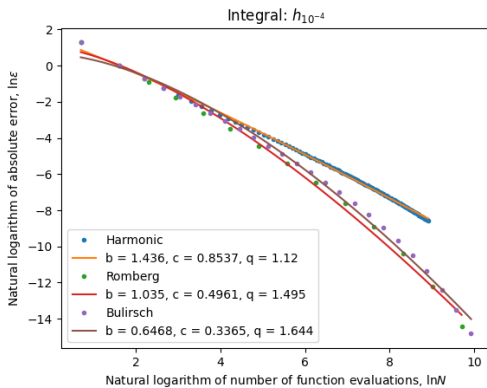 Integral: h_{10^{-4}}
Natural logarithm of absolute error, lnε
2
0
−2
−4
−6
−8
−10
−12
−14
Harmonic
b = 1.436, c = 0.8537, q = 1.12
Romberg
b = 1.035, c = 0.4961, q = 1.495
Bulirsch
b = 0.6468, c = 0.3365, q = 1.644
2 4 6 8 10
Natural logarithm of number of function evaluations, lnN